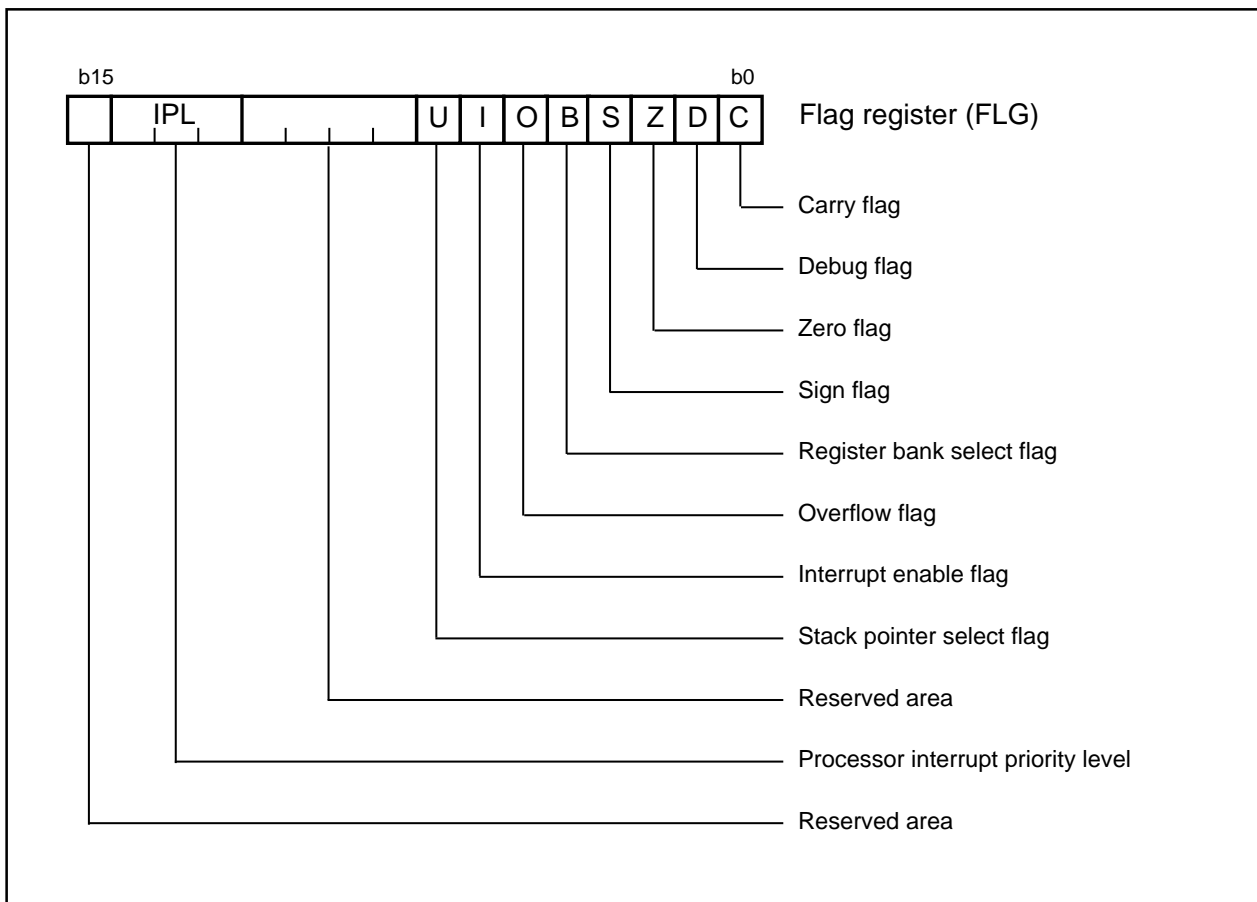 b15 b0
IPL U I O B S Z D C Flag register (FLG)
Carry flag
Debug flag
Zero flag
Sign flag
Register bank select flag
Overflow flag
Interrupt enable flag
Stack pointer select flag
Reserved area
Processor interrupt priority level
Reserved area